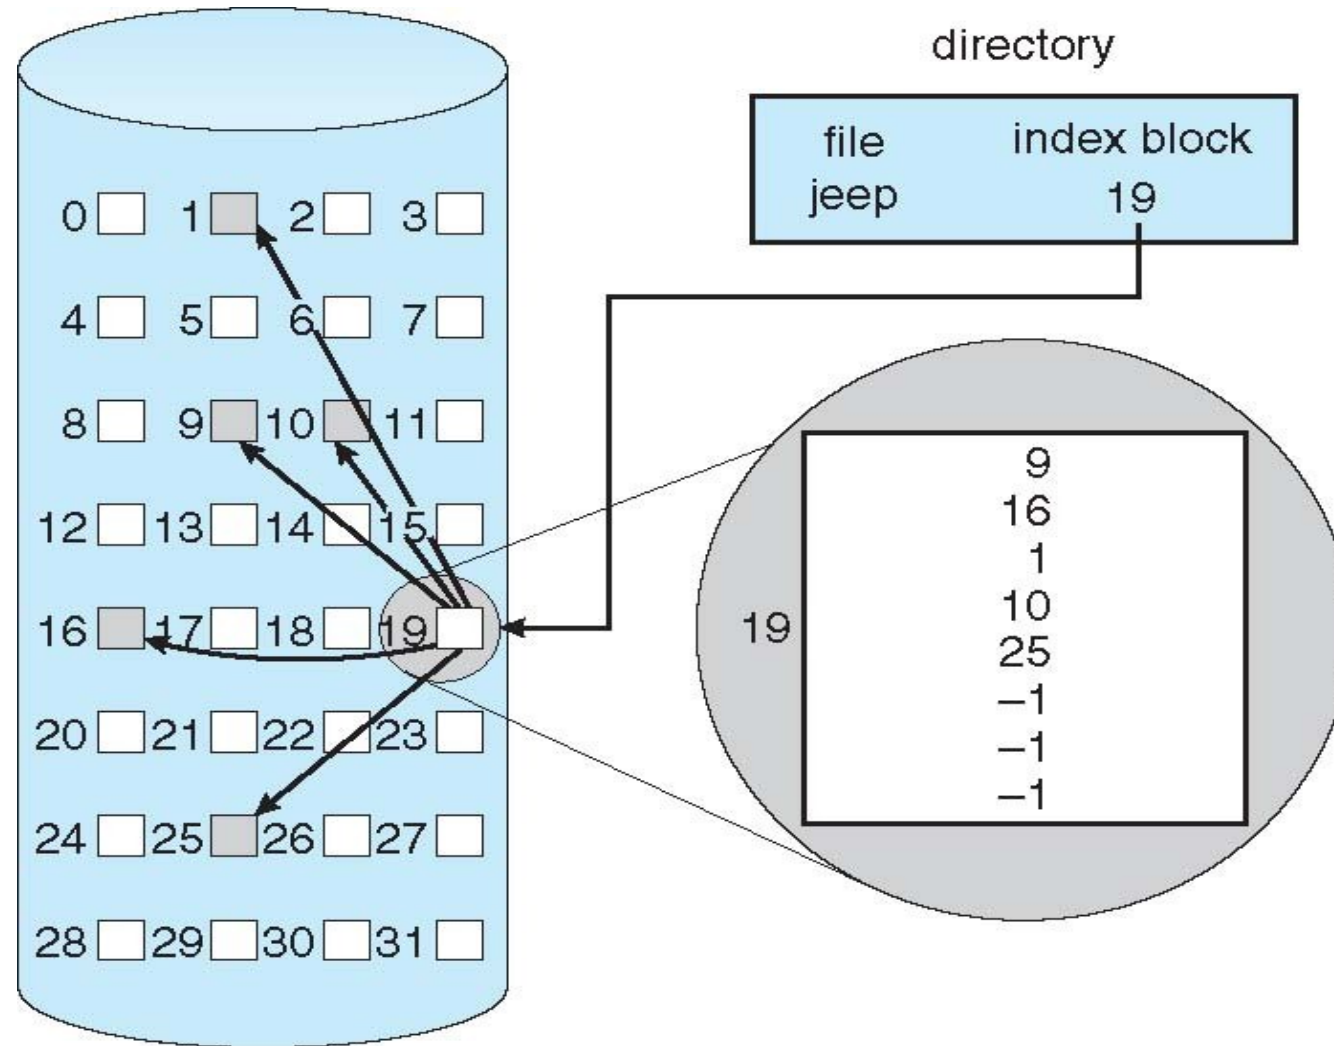 directory
file index block
jeep 19
0 1 2 3
4 5 6 7
8 9 10 11
12 13 14 15
16 17 18 19
20 21 22 23
24 25 26 27
28 29 30 31
19
9
16
1
10
25
–1
–1
–1